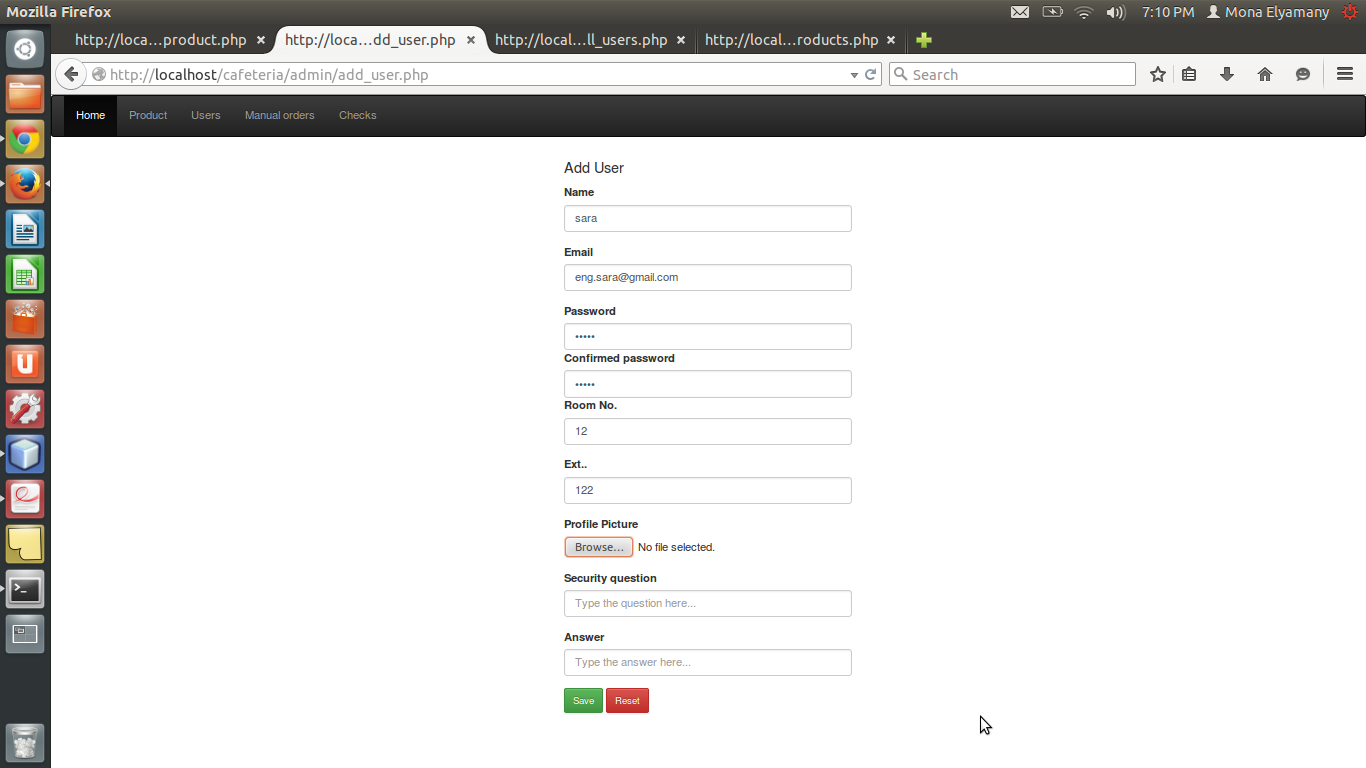 Mozilla Firefox
7:10 PM Mona Elyamany
http://loca...product.php
http://loca...dd_user.php
http://local...ll_users.php
http://local...roducts.php
http://localhost/cafeteria/admin/add_user.php
Search
Home Product Users Manual orders Checks
Add User
Name
sara
Email
eng.sara@gmail.com
Password
•••••
Confirmed password
•••••
Room No.
12
Ext..
122
Profile Picture
Browse... No file selected.
Security question
Type the question here...
Answer
Type the answer here...
Save Reset